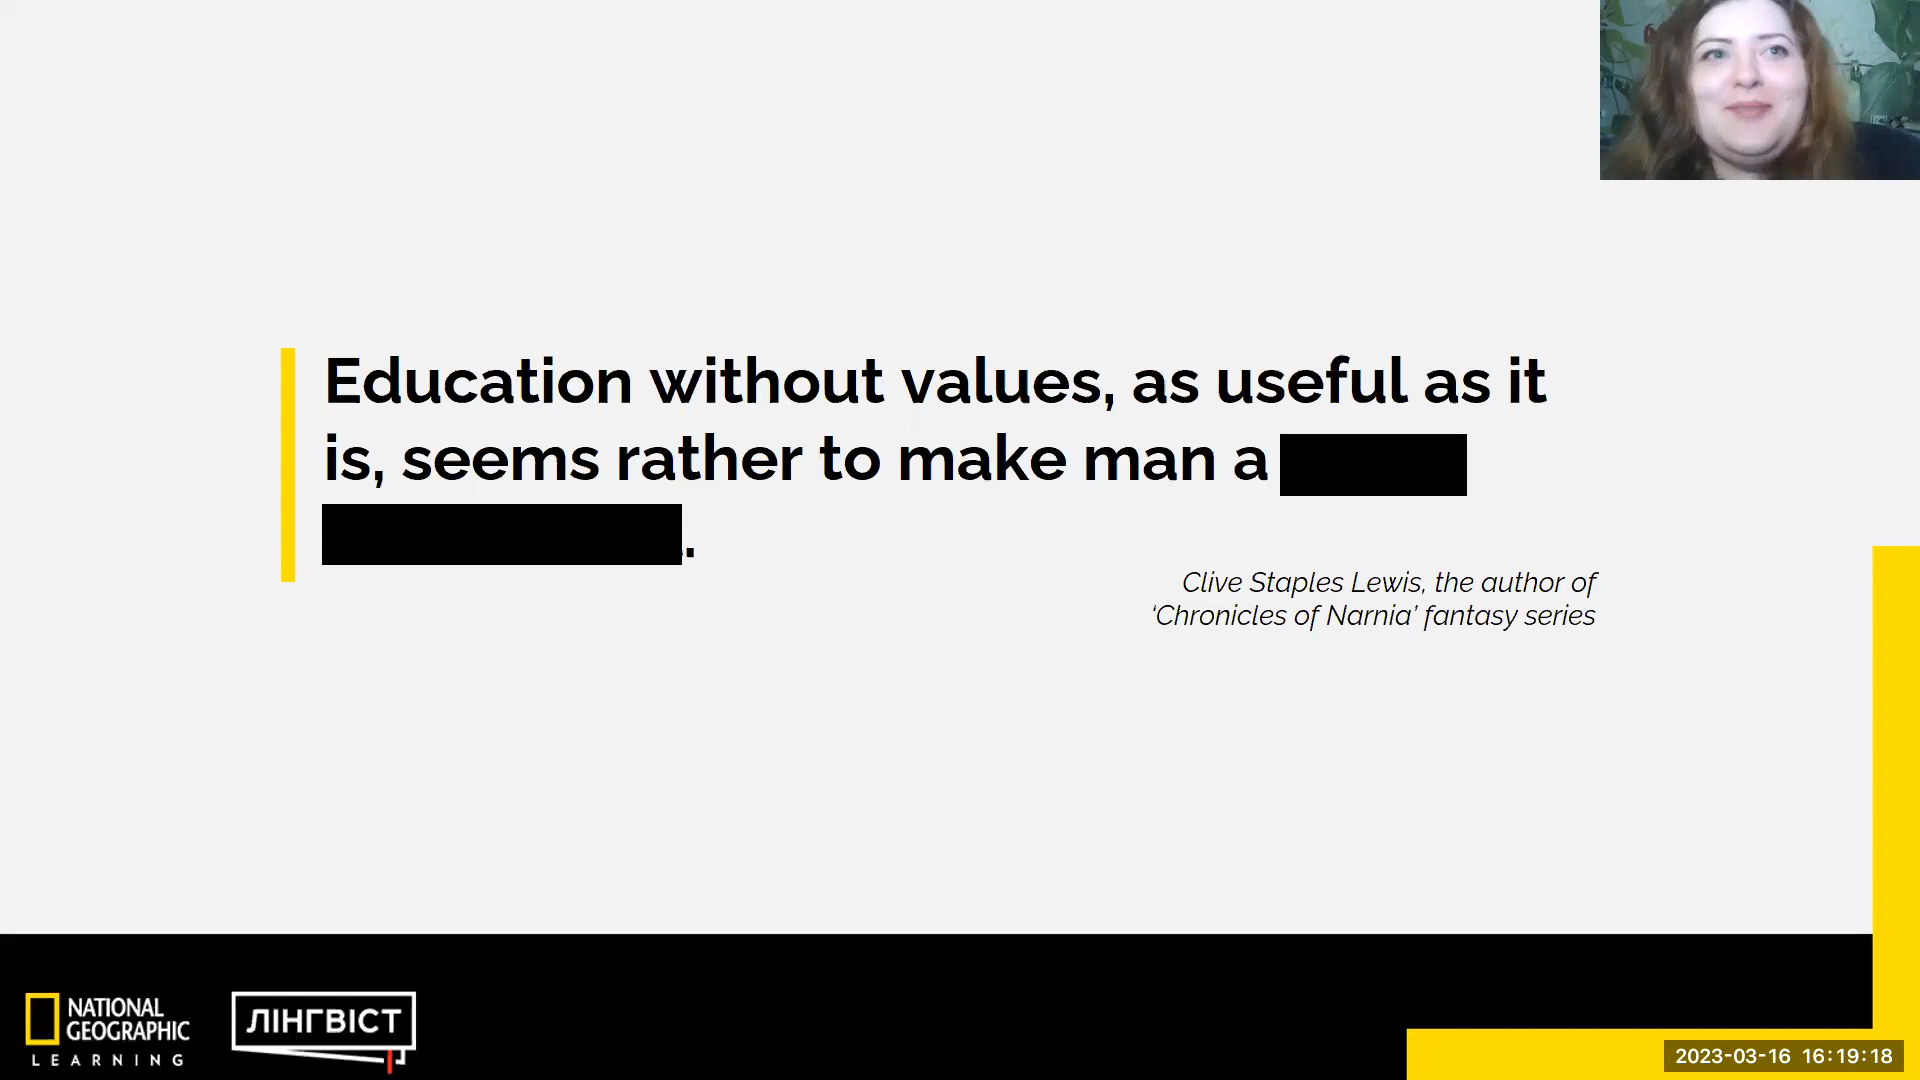 Education without values, as useful as it
is, seems rather to make man a
.
Clive Staples Lewis, the author of
‘Chronicles of Narnia’ fantasy series
NATIONAL
GEOGRAPHIC
LEARNING
ЛІНГВІСТ
2023-03-16 16:19:18